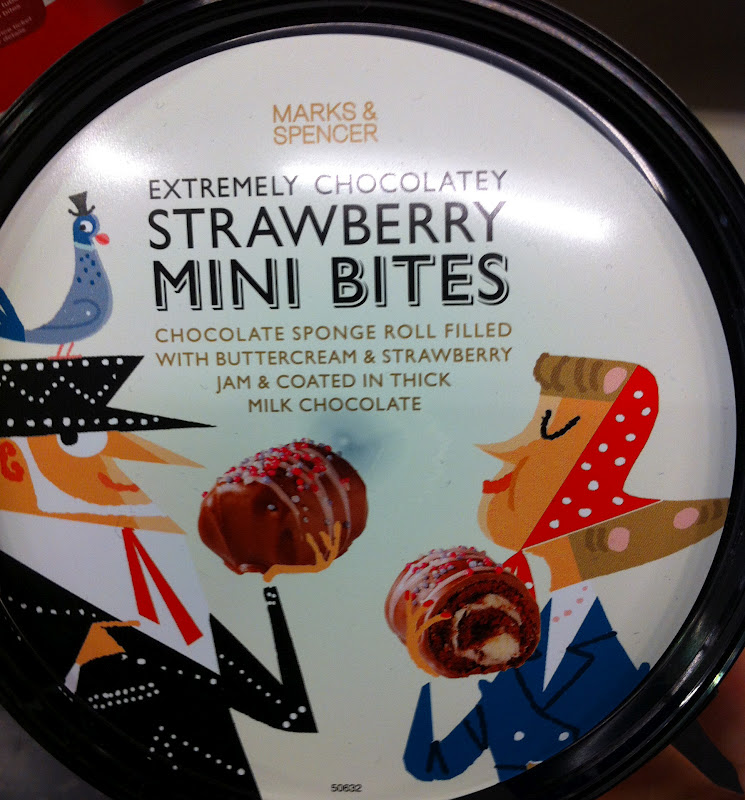 MARKS &
SPENCER
EXTREMELY CHOCOLATEY
STRAWBERRY
MINI BITES
CHOCOLATE SPONGE ROLL FILLED
WITH BUTTERCREAM & STRAWBERRY
JAM & COATED IN THICK
MILK CHOCOLATE
50632